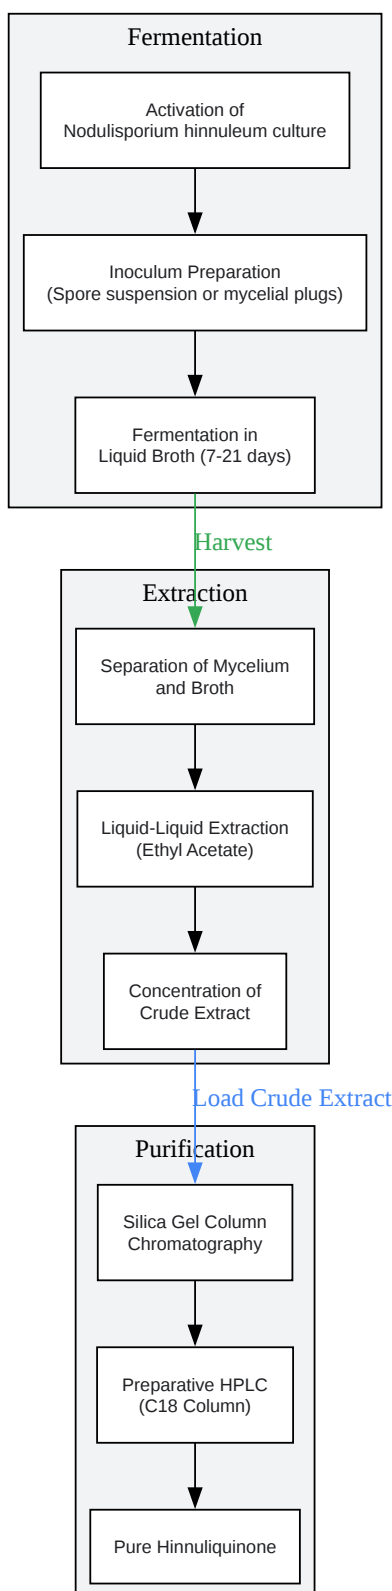 Fermentation
Activation of
Nodulisporium hinnuleum culture
Inoculum Preparation
(Spore suspension or mycelial plugs)
Fermentation in
Liquid Broth (7-21 days)
Harvest
Extraction
Separation of Mycelium
and Broth
Liquid-Liquid Extraction
(Ethyl Acetate)
Concentration of
Crude Extract
Load Crude Extract
Purification
Silica Gel Column
Chromatography
Preparative HPLC
(C18 Column)
Pure Hinnuliquinone